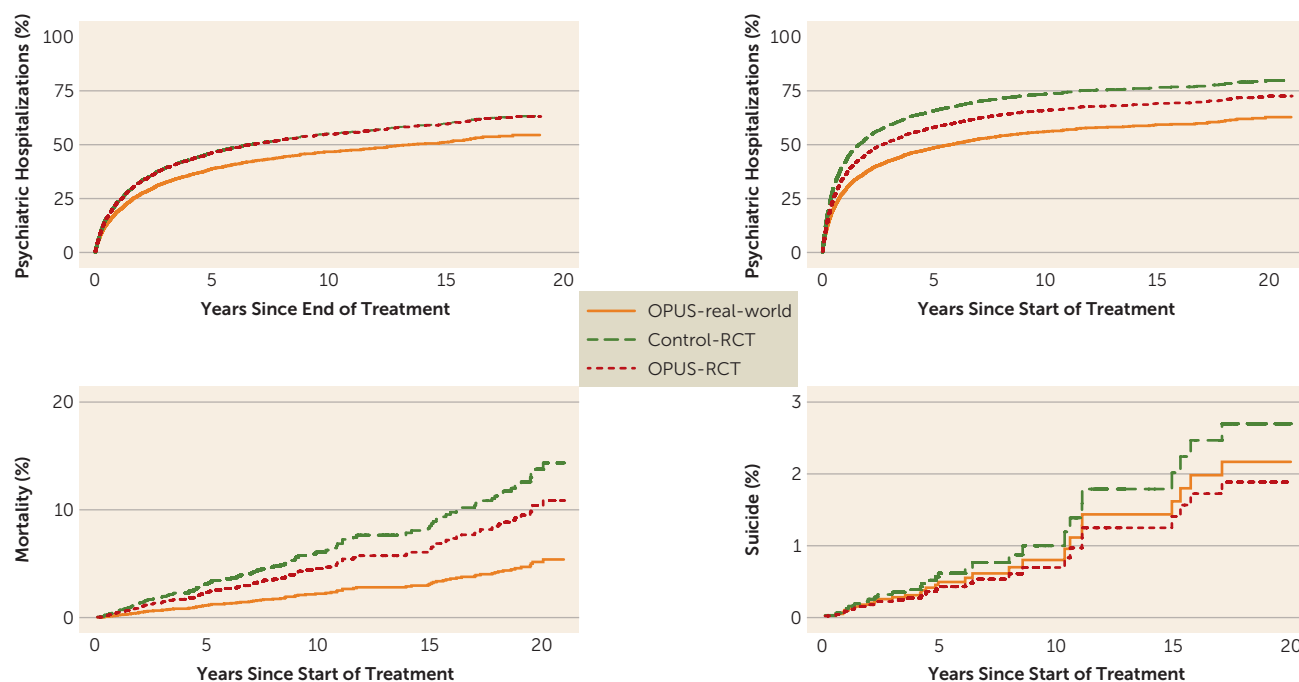 Psychiatric Hospitalizations (%)
100
75
50
25
0
0 5 10 15 20
Years Since End of Treatment
Psychiatric Hospitalizations (%)
100
75
50
25
0
0 5 10 15 20
Years Since Start of Treatment
OPUS-real-world
Control-RCT
OPUS-RCT
Mortality (%)
20
10
0
0 5 10 15 20
Years Since Start of Treatment
Suicide (%)
3
2
1
0
0 5 10 15 20
Years Since Start of Treatment